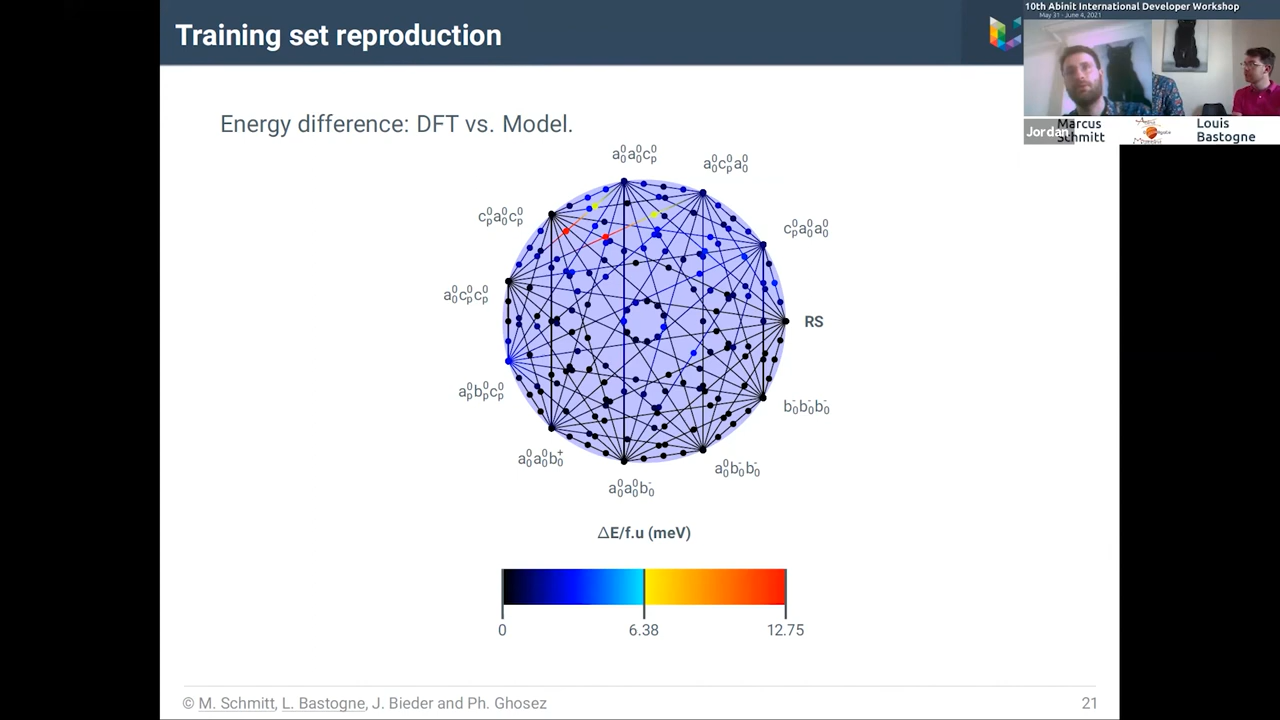 Training set reproduction
10th Abinit International Developer Workshop
May 31 - June 4, 2021
Jordan
Marcus Schmitt
Louis Bastogne
Energy difference: DFT vs. Model.
a⁰₀a⁰₀c⁰ₚ
a⁰₀c⁰ₚa⁰₀
c⁰ₚa⁰₀c⁰ₚ
c⁰ₚa⁰₀a⁰₀
a⁰₀c⁰ₚc⁰ₚ
RS
a⁰ₚb⁰ₚc⁰ₚ
b⁻₀b⁻₀b⁻₀
a⁰₀a⁰₀b⁺₀
a⁰₀b⁻₀b⁻₀
a⁰₀a⁰₀b⁻₀
ΔE/f.u (meV)
0 6.38 12.75
© M. Schmitt, L. Bastogne, J. Bieder and Ph. Ghosez
21